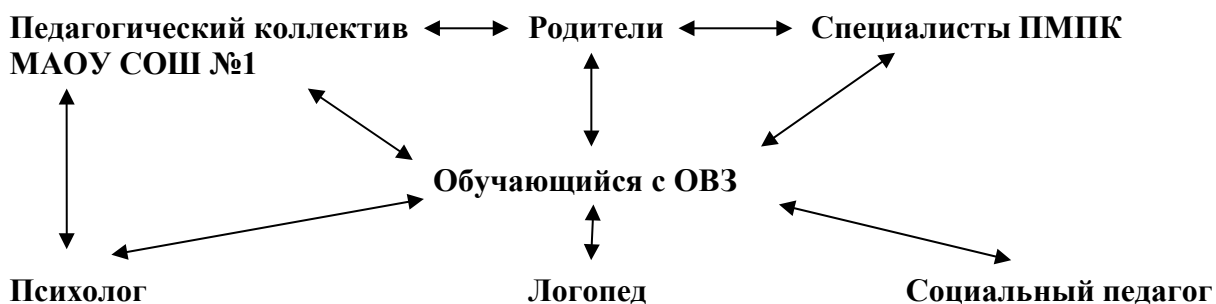 Педагогический коллектив Родители Специалисты ПМПК
МАОУ СОШ №1
Обучающийся с ОВЗ
Психолог Логопед Социальный педагог